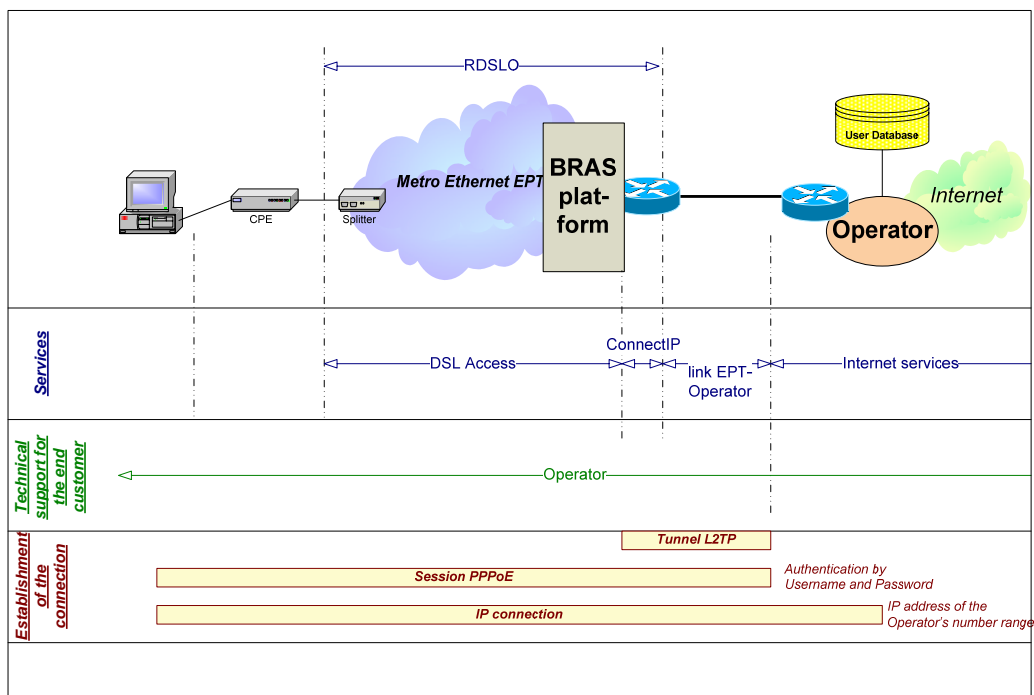 RDSLO
User Database
Metro Ethernet EPT
BRAS
plat-
form
Internet
CPE
Splitter
Operator
Services
DSL Access
ConnectIP
link EPT-
Operator
Internet services
Technical
support for
the end
customer
Operator
Establishment
of the
connection
Tunnel L2TP
Session PPPoE
Authentication by
Username and Password
IP connection
IP address of the
Operator's number range